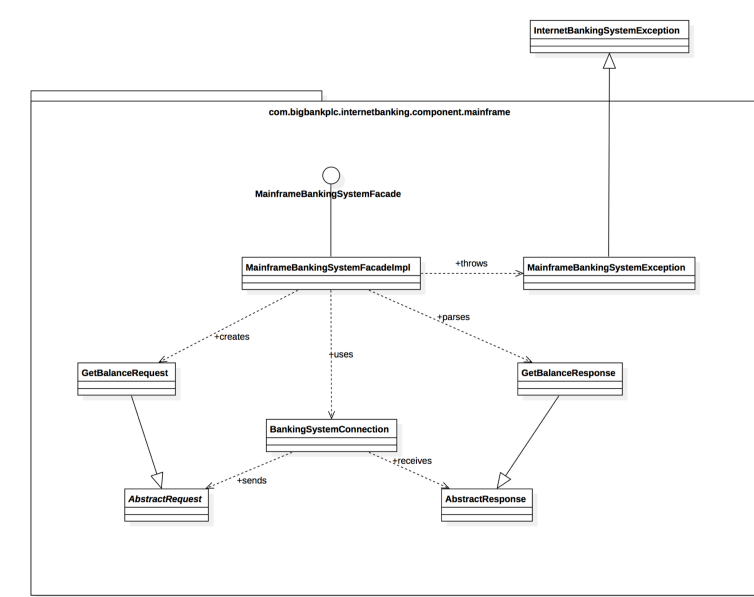 InternetBankingSystemException
com.bigbankplc.internetbanking.component.mainframe
MainframeBankingSystemFacade
MainframeBankingSystemFacadeImpl
+throws
MainframeBankingSystemException
+creates
+uses
+parses
GetBalanceRequest
GetBalanceResponse
BankingSystemConnection
+sends
+receives
AbstractRequest
AbstractResponse